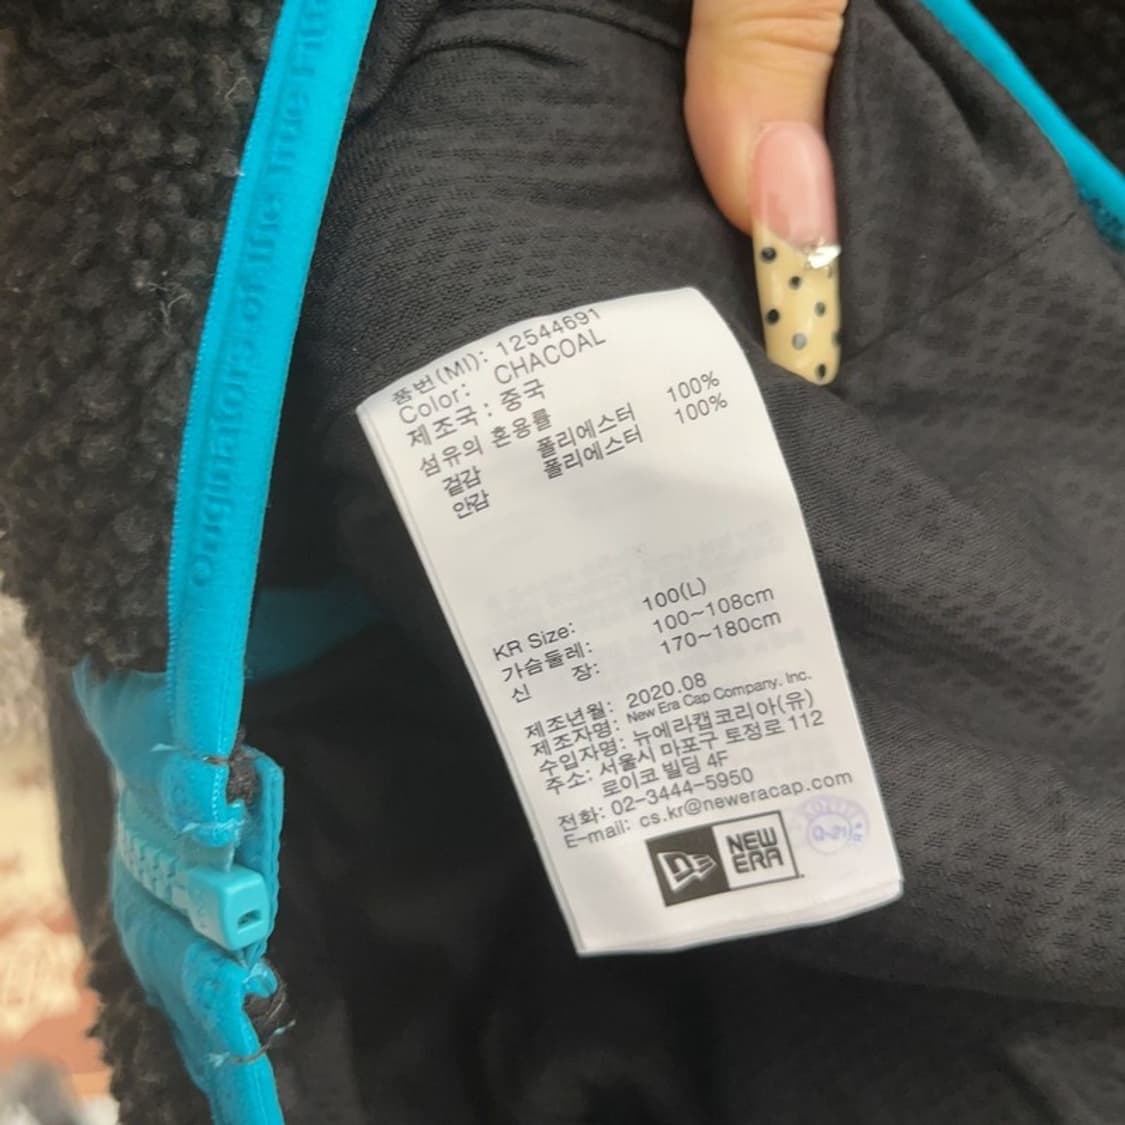 Originators of the True Fitted
품번(MI): 12544691
Color: CHACOAL
제조국 : 중국
섬유의 혼용률
겉감 폴리에스터 100%
안감 폴리에스터 100%
KR Size: 100(L)
가슴둘레: 100~108cm
신 장: 170~180cm
제조년월: 2020.08
제조자명: New Era Cap Company. Inc.
수입자명: 뉴에라캡코리아(유)
주소: 서울시 마포구 토정로 112
로이코 빌딩 4F
전화: 02-3444-5950
E-mail: cs.kr@neweracap.com
NEW
ERA